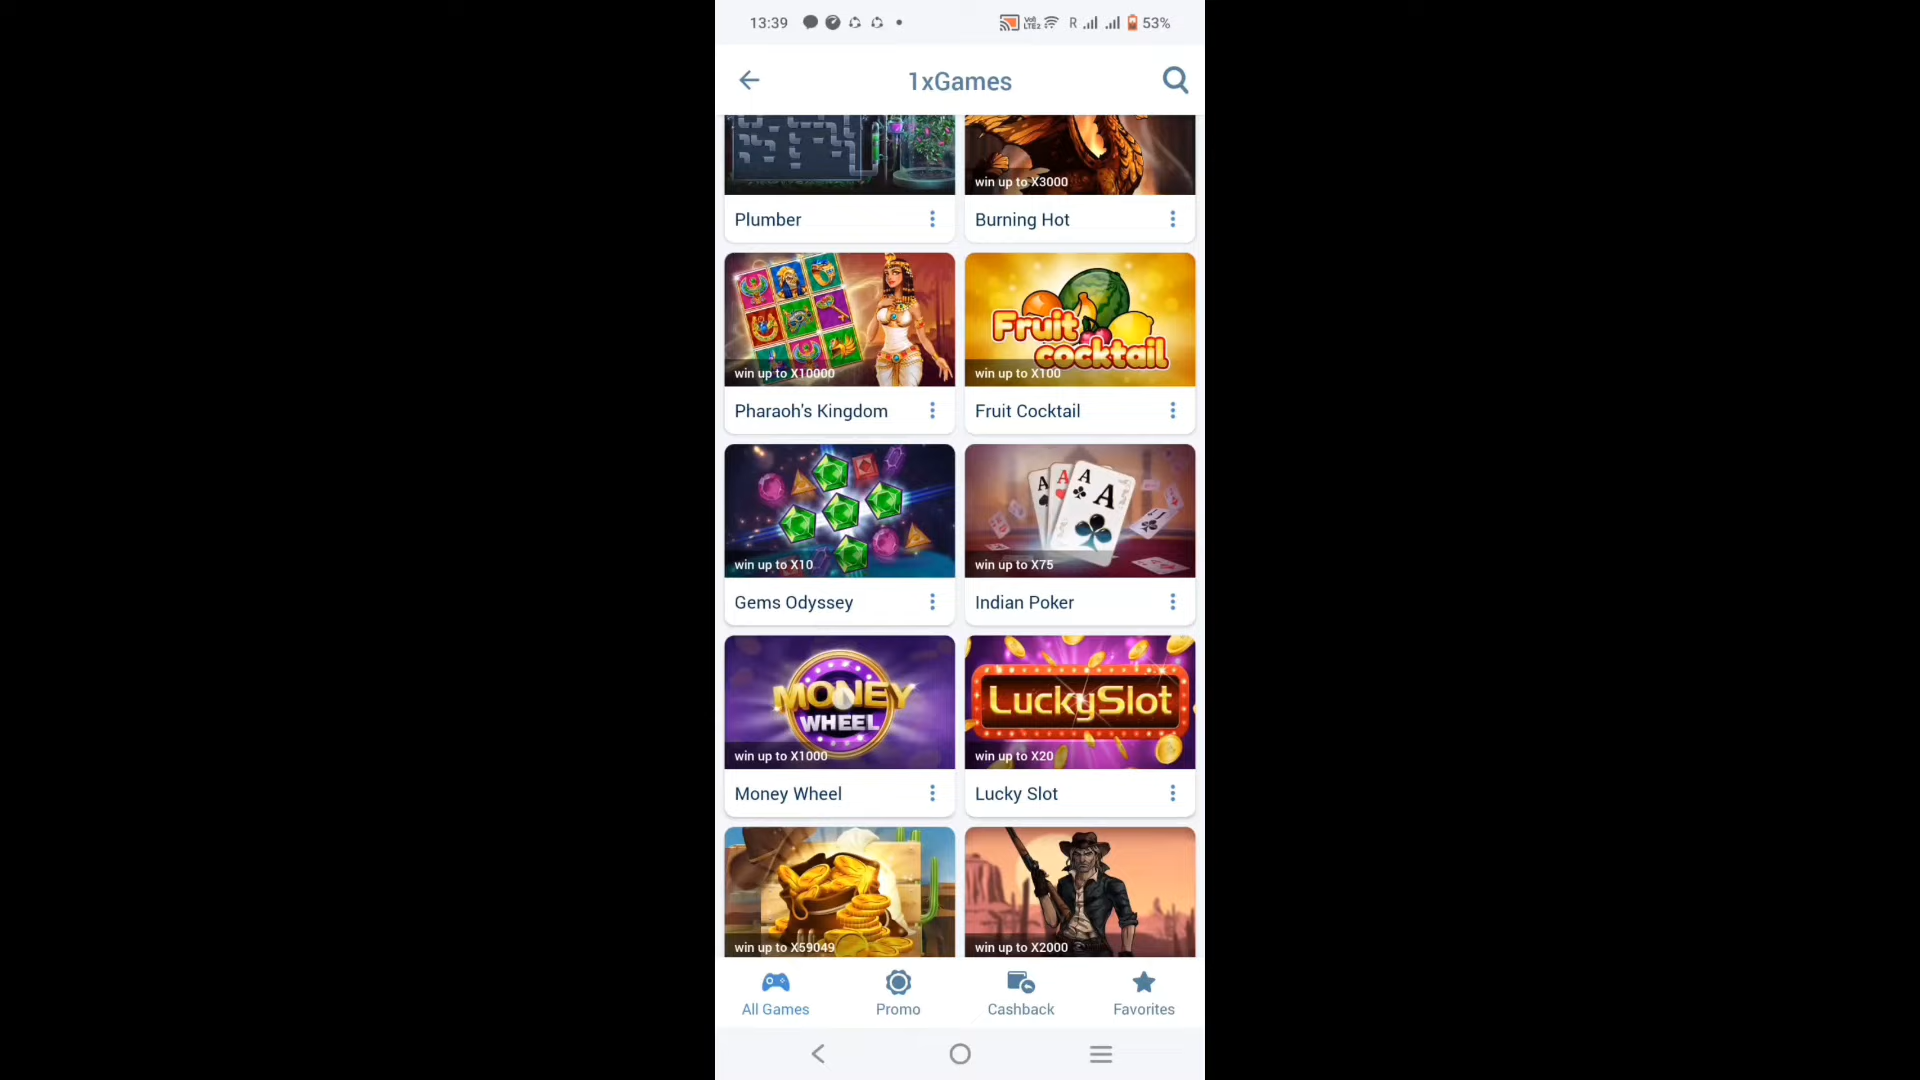 13:39
Vo)) LTE2 R 53%
1xGames
win up to X3000
Plumber
Burning Hot
Fruit cocktail
win up to X10000
win up to X100
Pharaoh's Kingdom
Fruit Cocktail
A A A A
J
win up to X10
win up to X75
Gems Odyssey
Indian Poker
MONEY
WHEEL
LuckySlot
win up to X1000
win up to X20
Money Wheel
Lucky Slot
win up to X59049
win up to X2000
All Games
Promo
Cashback
Favorites